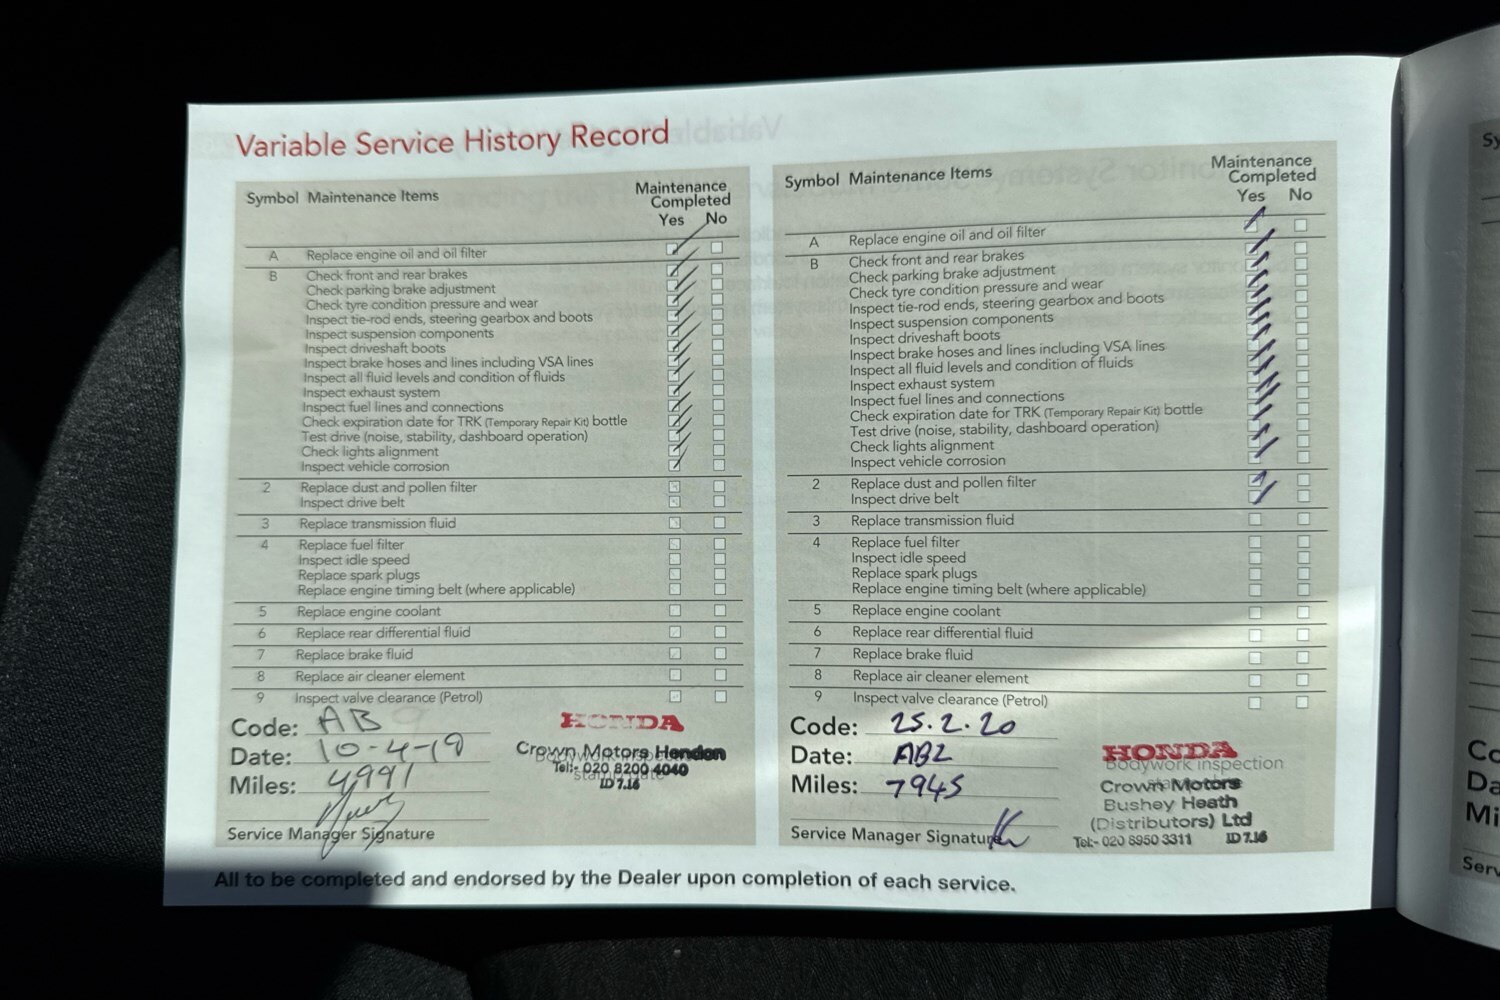 Variable Service History Record
Symbol Maintenance Items
Maintenance
Completed
Yes No
A Replace engine oil and oil filter
B Check front and rear brakes
Check parking brake adjustment
Check tyre condition pressure and wear
Inspect tie-rod ends, steering gearbox and boots
Inspect suspension components
Inspect driveshaft boots
Inspect brake hoses and lines including VSA lines
Inspect all fluid levels and condition of fluids
Inspect exhaust system
Inspect fuel lines and connections
Check expiration date for TRK (Temporary Repair Kit) bottle
Test drive (noise, stability, dashboard operation)
Check lights alignment
Inspect vehicle corrosion
2 Replace dust and pollen filter
Inspect drive belt
3 Replace transmission fluid
4 Replace fuel filter
Inspect idle speed
Replace spark plugs
Replace engine timing belt (where applicable)
5 Replace engine coolant
6 Replace rear differential fluid
7 Replace brake fluid
8 Replace air cleaner element
9 Inspect valve clearance (Petrol)
Code: AB
Date: 10-4-19
Miles: 4991
Service Manager Signature
HONDA
Crown Motors Hendon
Tel:- 020 8200 4040
ID 7.16
Symbol Maintenance Items
Maintenance
Completed
Yes No
A Replace engine oil and oil filter
B Check front and rear brakes
Check parking brake adjustment
Check tyre condition pressure and wear
Inspect tie-rod ends, steering gearbox and boots
Inspect suspension components
Inspect driveshaft boots
Inspect brake hoses and lines including VSA lines
Inspect all fluid levels and condition of fluids
Inspect exhaust system
Inspect fuel lines and connections
Check expiration date for TRK (Temporary Repair Kit) bottle
Test drive (noise, stability, dashboard operation)
Check lights alignment
Inspect vehicle corrosion
2 Replace dust and pollen filter
Inspect drive belt
3 Replace transmission fluid
4 Replace fuel filter
Inspect idle speed
Replace spark plugs
Replace engine timing belt (where applicable)
5 Replace engine coolant
6 Replace rear differential fluid
7 Replace brake fluid
8 Replace air cleaner element
9 Inspect valve clearance (Petrol)
Code: 25.2.20
Date: AB2
Miles: 7945
Service Manager Signature
HONDA
Bodywork inspection
Crown Motors
Bushey Heath
(Distributors) Ltd
Tel:- 020 8950 3311 ID 7.16
All to be completed and endorsed by the Dealer upon completion of each service.